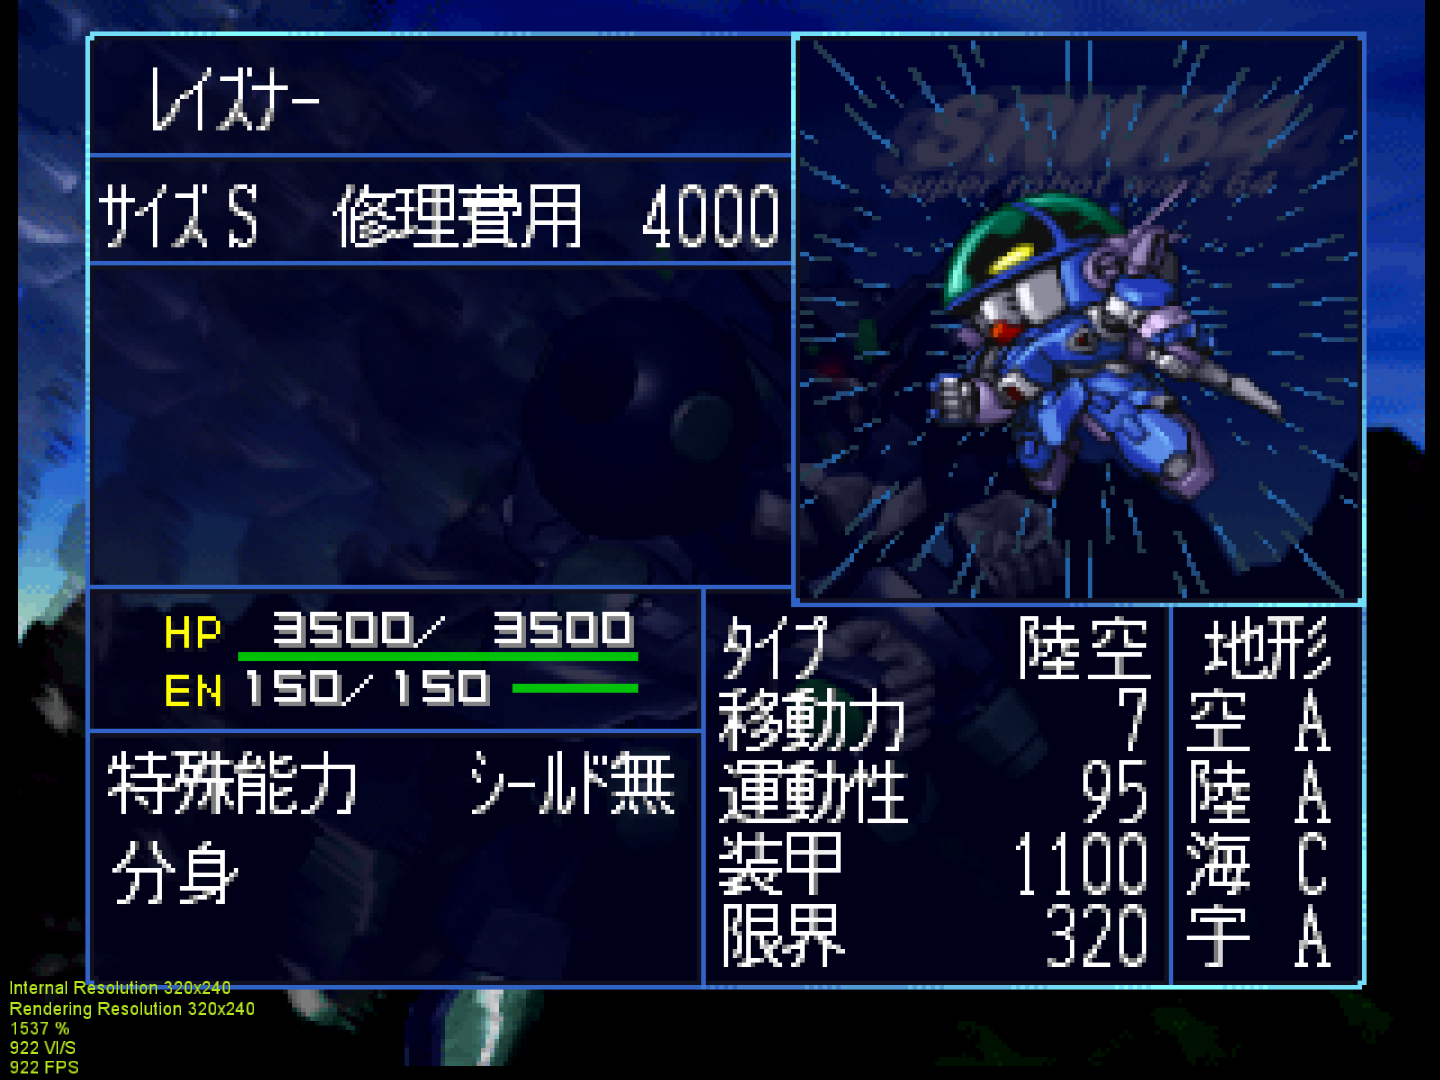 レイズナー
サイズS 修理費用 4000
SRW64
super robot wars 64
HP 3500/ 3500
EN 150/ 150
特殊能力 シールド無
分身
タイプ 陸空
移動力 7
運動性 95
装甲 1100
限界 320
地形
空 A
陸 A
海 C
宇 A
Internal Resolution 320x240
Rendering Resolution 320x240
1537 %
922 VI/S
922 FPS